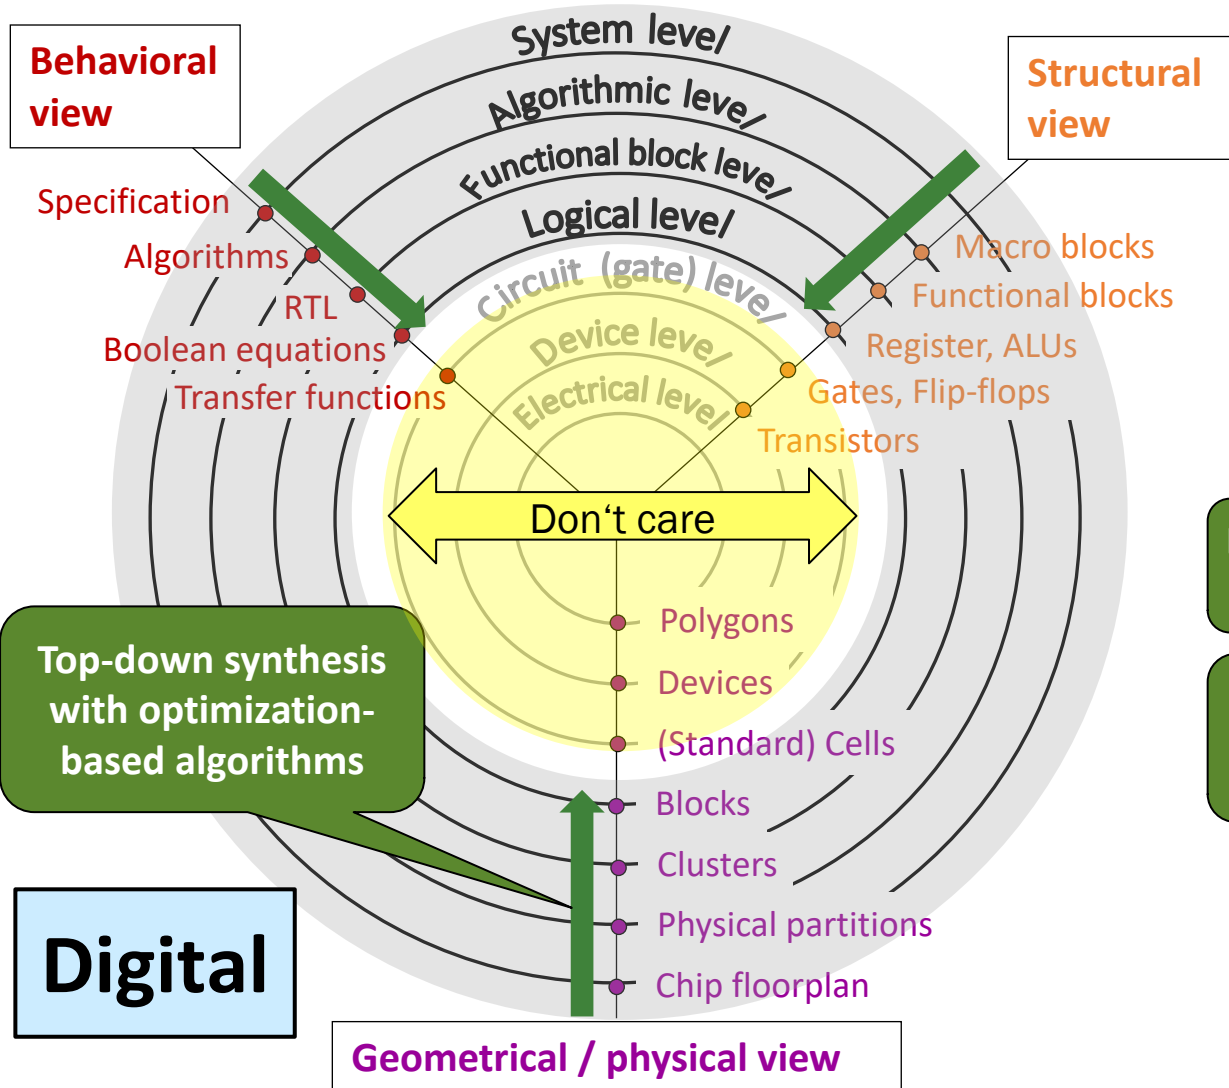 System level
Behavioral
view
Structural
view
Algorithmic level
Functional block level
Specification
Logical level
Algorithms
Macro blocks
Circuit (gate) level
RTL
Functional blocks
Boolean equations
Device level
Register, ALUs
Transfer functions
Electrical level
Gates, Flip-flops
Transistors
Don‘t care
Polygons
Top-down synthesis
with optimization-
based algorithms
Devices
(Standard) Cells
Blocks
Clusters
Digital
Physical partitions
Chip floorplan
Geometrical / physical view